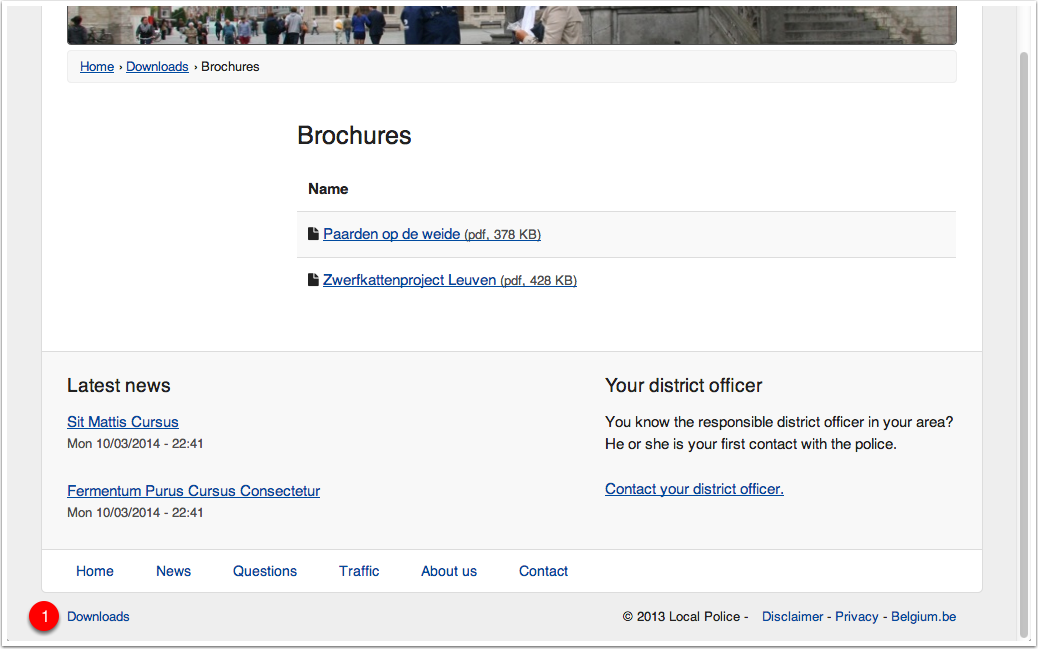 Home › Downloads › Brochures
Brochures
Name
Paarden op de weide (pdf, 378 KB)
Zwerfkattenproject Leuven (pdf, 428 KB)
Latest news
Sit Mattis Cursus
Mon 10/03/2014 - 22:41
Fermentum Purus Cursus Consectetur
Mon 10/03/2014 - 22:41
Your district officer
You know the responsible district officer in your area?
He or she is your first contact with the police.
Contact your district officer.
Home News Questions Traffic About us Contact
1 Downloads © 2013 Local Police - Disclaimer - Privacy - Belgium.be